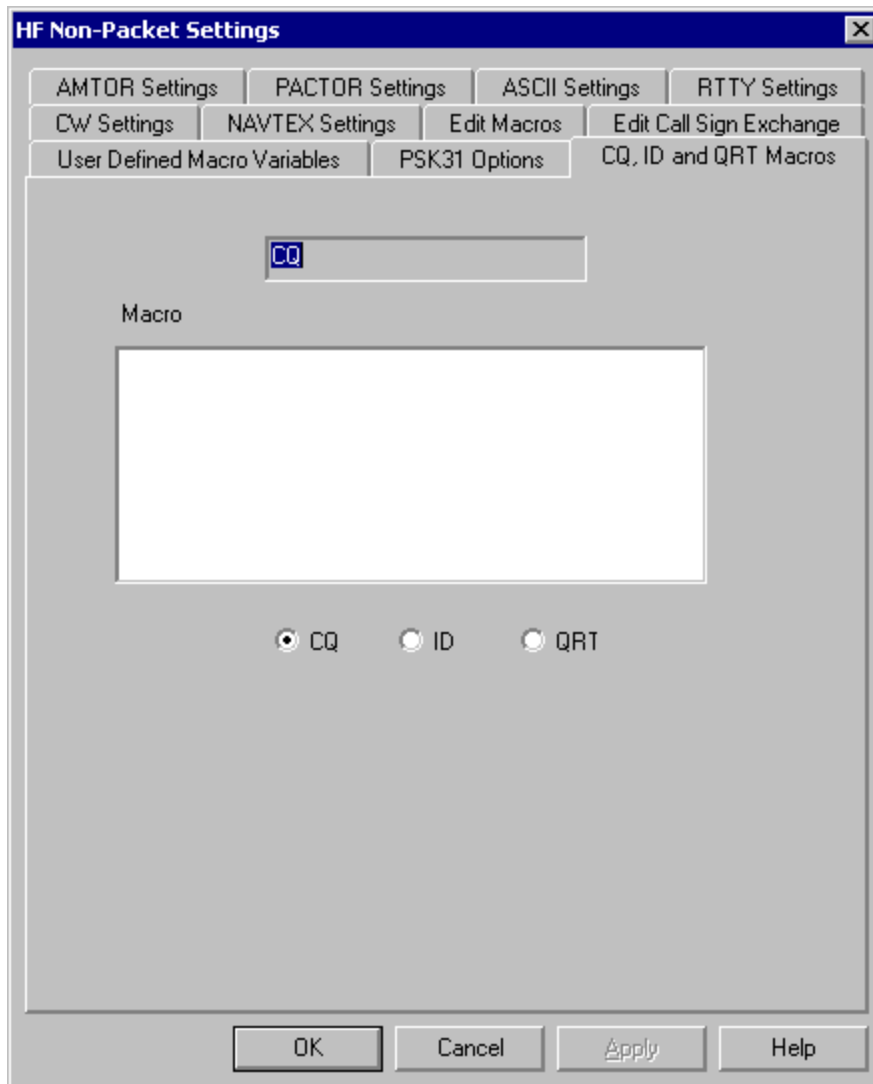 HF Non-Packet Settings
AMTOR Settings PACTOR Settings ASCII Settings RTTY Settings
CW Settings NAVTEX Settings Edit Macros Edit Call Sign Exchange
User Defined Macro Variables PSK31 Options CQ, ID and QRT Macros
CQ
Macro
CQ ID QRT
OK Cancel Apply Help